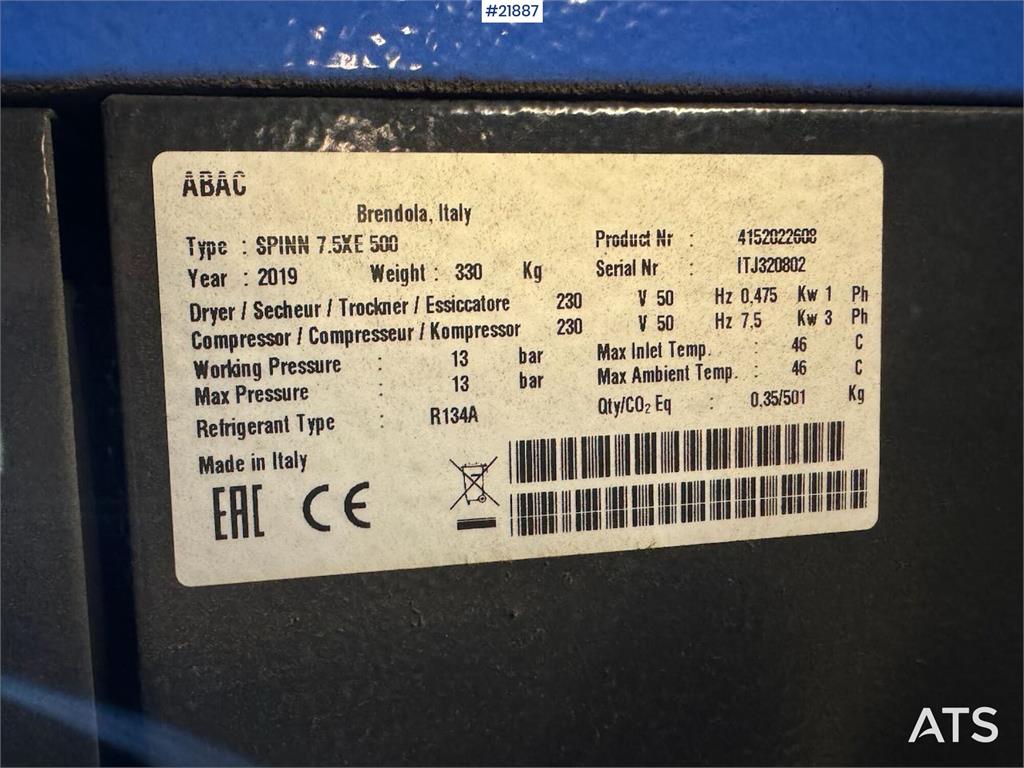 #21887
ABAC
Brendola, Italy
Type : SPINN 7.5XE 500 Product Nr : 4152022608
Year : 2019 Weight : 330 Kg Serial Nr : ITJ320802
Dryer / Secheur / Trockner / Essiccatore 230 V 50 Hz 0,475 Kw 1 Ph
Compressor / Compresseur / Kompressor 230 V 50 Hz 7,5 Kw 3 Ph
Working Pressure : 13 bar Max Inlet Temp. : 46 C
Max Pressure : 13 bar Max Ambient Temp. : 46 C
Refrigerant Type : R134A Qty/CO₂ Eq : 0,35/501 Kg
Made in Italy
EAC CE
ATS